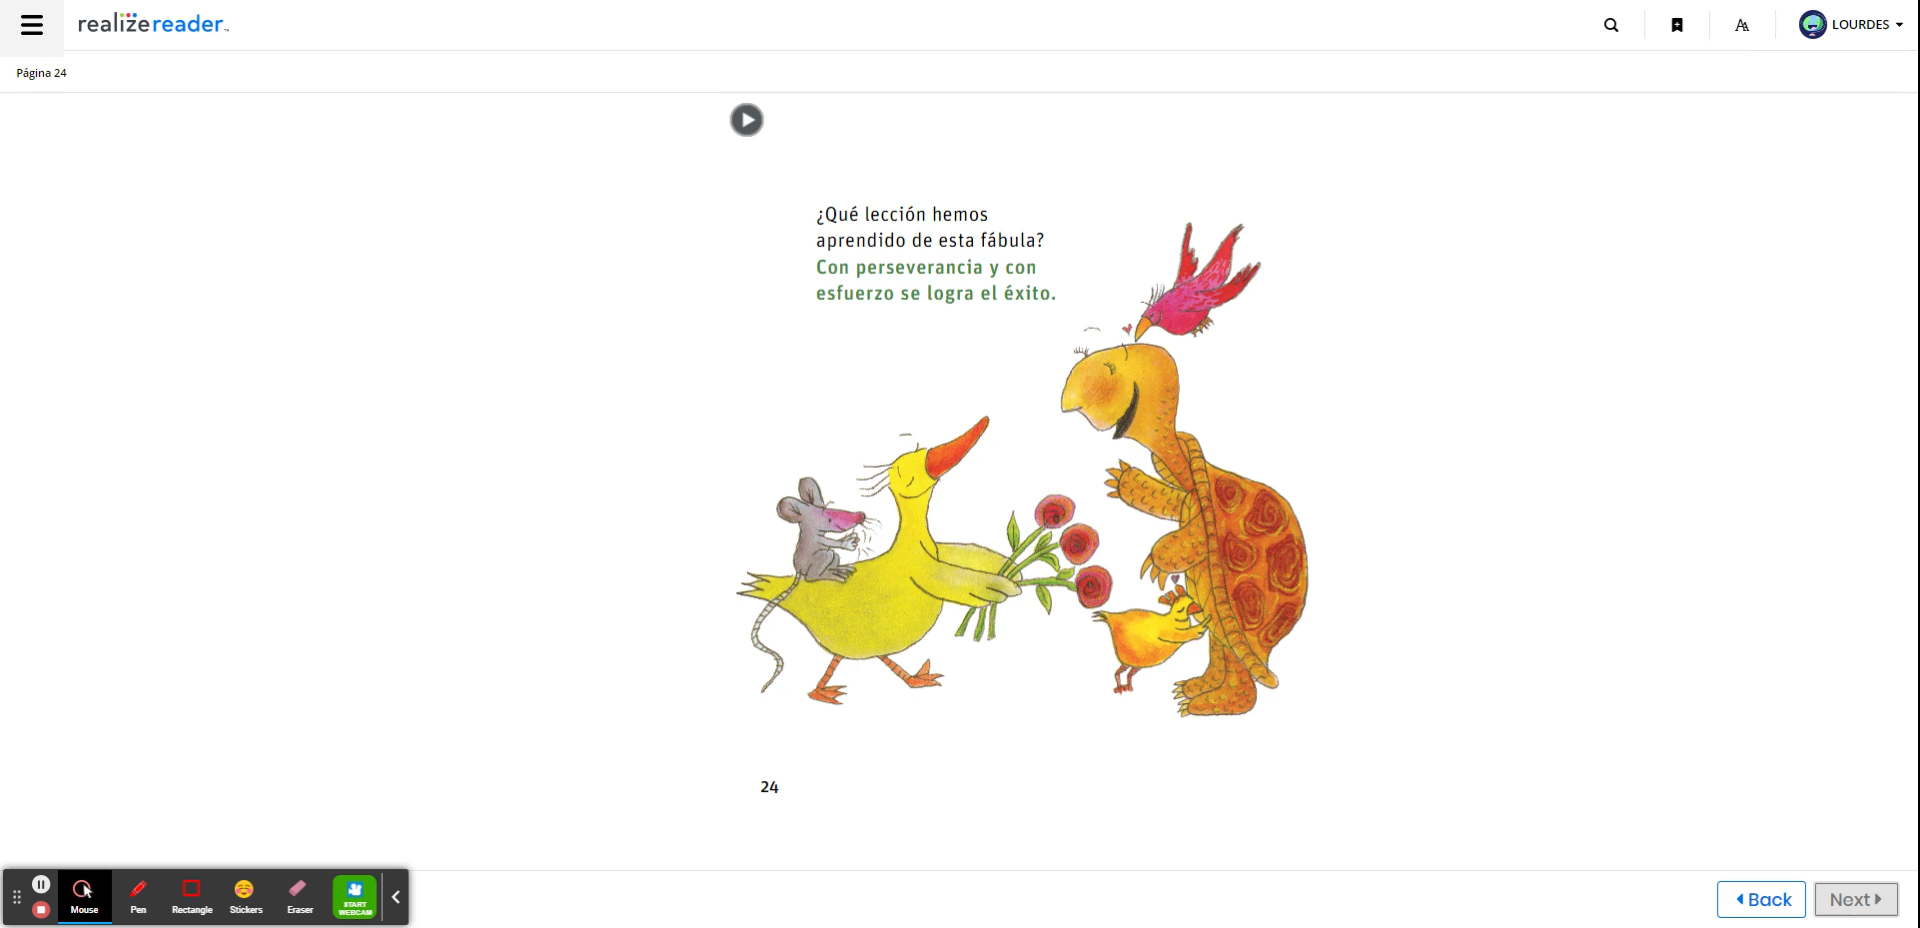 realizereader™
LOURDES
Página 24
¿Qué lección hemos
aprendido de esta fábula?
Con perseverancia y con
esfuerzo se logra el éxito.
24
Mouse
Pen
Rectangle
Stickers
Eraser
START
WEBCAM
Back
Next